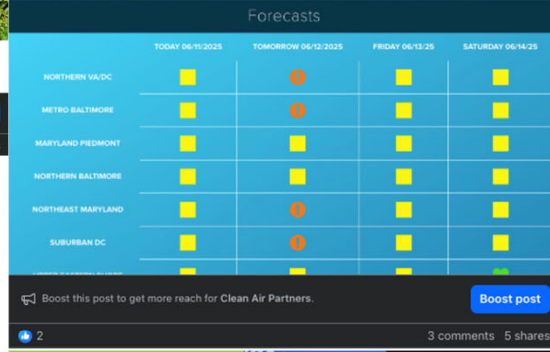 Forecasts
TODAY 06/11/2025 TOMORROW 06/12/2025 FRIDAY 06/13/25 SATURDAY 06/14/25
NORTHERN VA/DC
METRO BALTIMORE
MARYLAND PIEDMONT
NORTHERN BALTIMORE
NORTHEAST MARYLAND
SUBURBAN DC
Boost this post to get more reach for Clean Air Partners.
Boost post
2
3 comments 5 shares